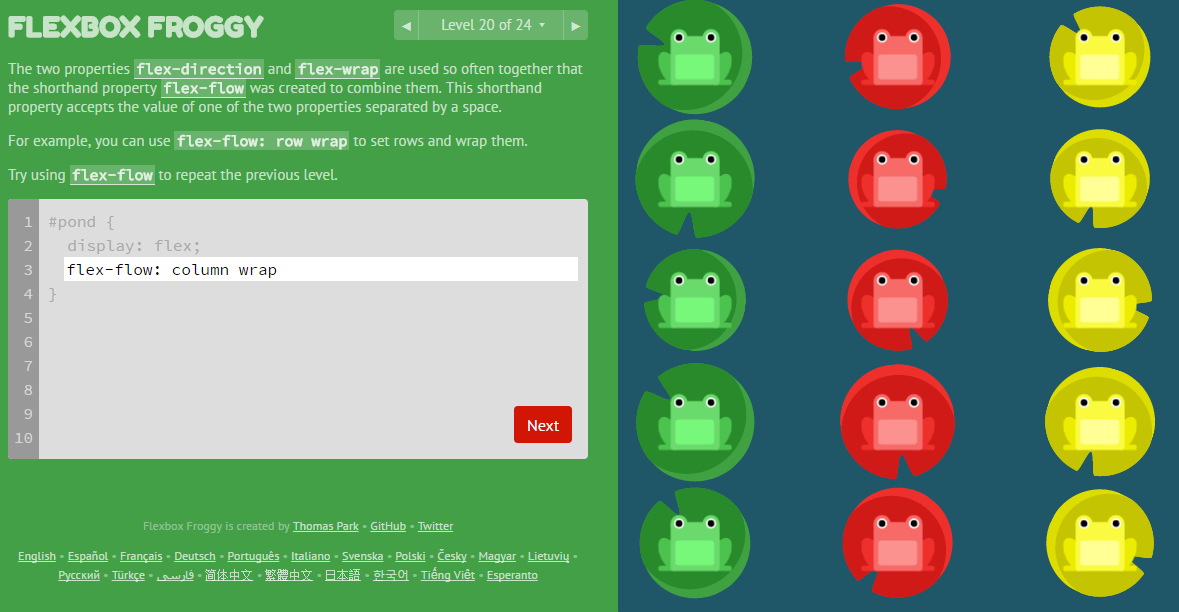 FLEXBOX FROGGY
◀ Level 20 of 24 ▾ ▶
The two properties flex-direction and flex-wrap are used so often together that
the shorthand property flex-flow was created to combine them. This shorthand
property accepts the value of one of the two properties separated by a space.
For example, you can use flex-flow: row wrap to set rows and wrap them.
Try using flex-flow to repeat the previous level.
1 #pond {
2 display: flex;
3 flex-flow: column wrap
4 }
5
6
7
8
9
10
Next
Flexbox Froggy is created by Thomas Park • GitHub • Twitter
English • Español • Français • Deutsch • Português • Italiano • Svenska • Polski • Česky • Magyar • Lietuvių •
Русский • Türkçe • فارسی • 简体中文 • 繁體中文 • 日本語 • 한국어 • Tiếng Việt • Esperanto